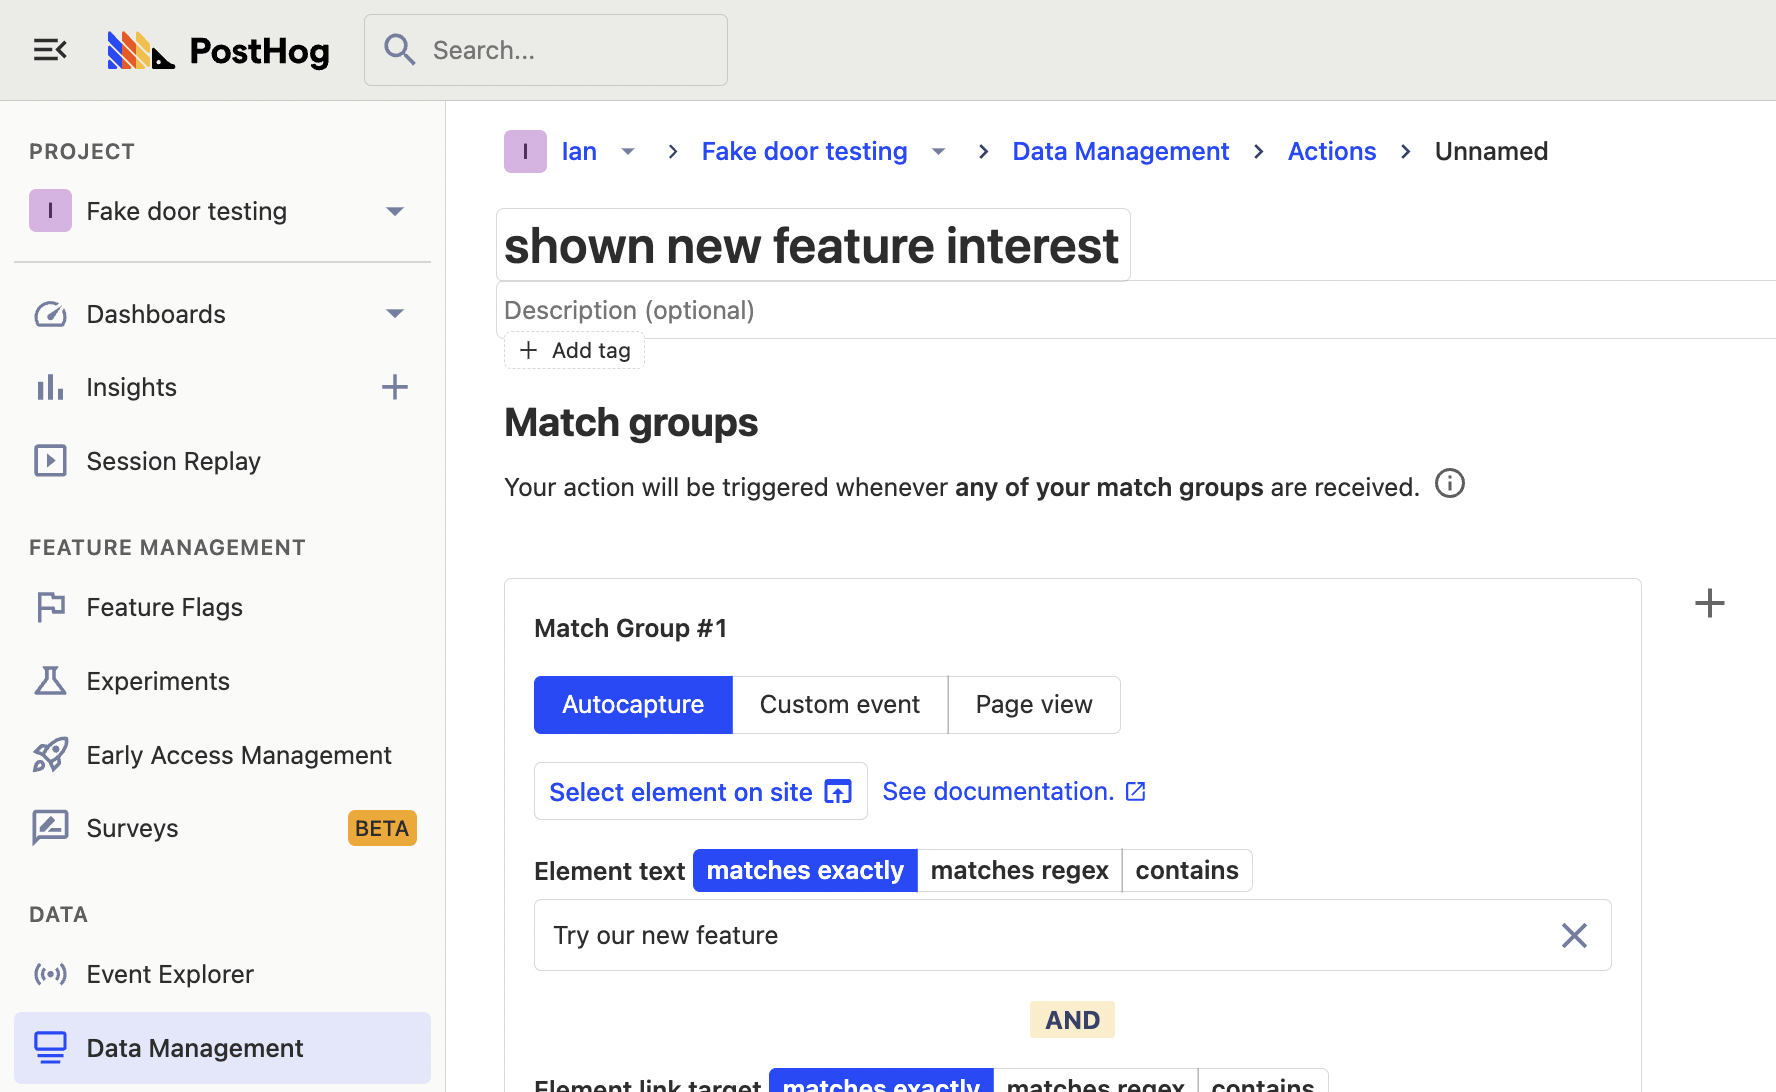 PostHog
Search...
PROJECT
I Fake door testing
Dashboards
Insights
Session Replay
FEATURE MANAGEMENT
Feature Flags
Experiments
Early Access Management
Surveys BETA
DATA
Event Explorer
Data Management
I Ian > Fake door testing > Data Management > Actions > Unnamed
shown new feature interest
Description (optional)
+ Add tag
Match groups
Your action will be triggered whenever any of your match groups are received.
Match Group #1
Autocapture Custom event Page view
Select element on site See documentation.
Element text matches exactly matches regex contains
Try our new feature
AND
Element link target matches exactly matches regex contains